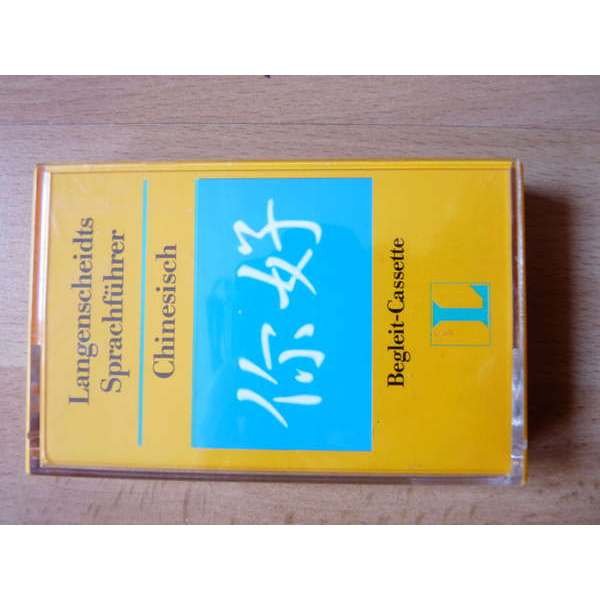 Langenscheidts
Sprachführer
Chinesisch
你好
Begleit-Cassette
L